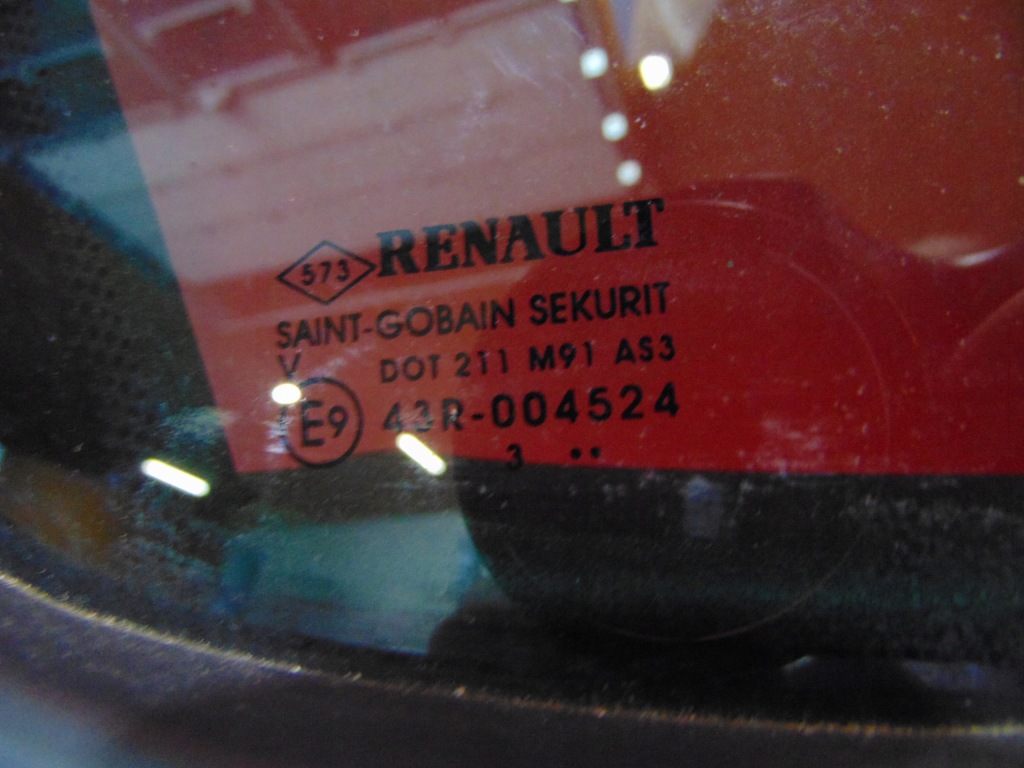 573 RENAULT
SAINT-GOBAIN SEKURIT
V DOT 211 M91 AS3
E9 43R-004524
3 ••